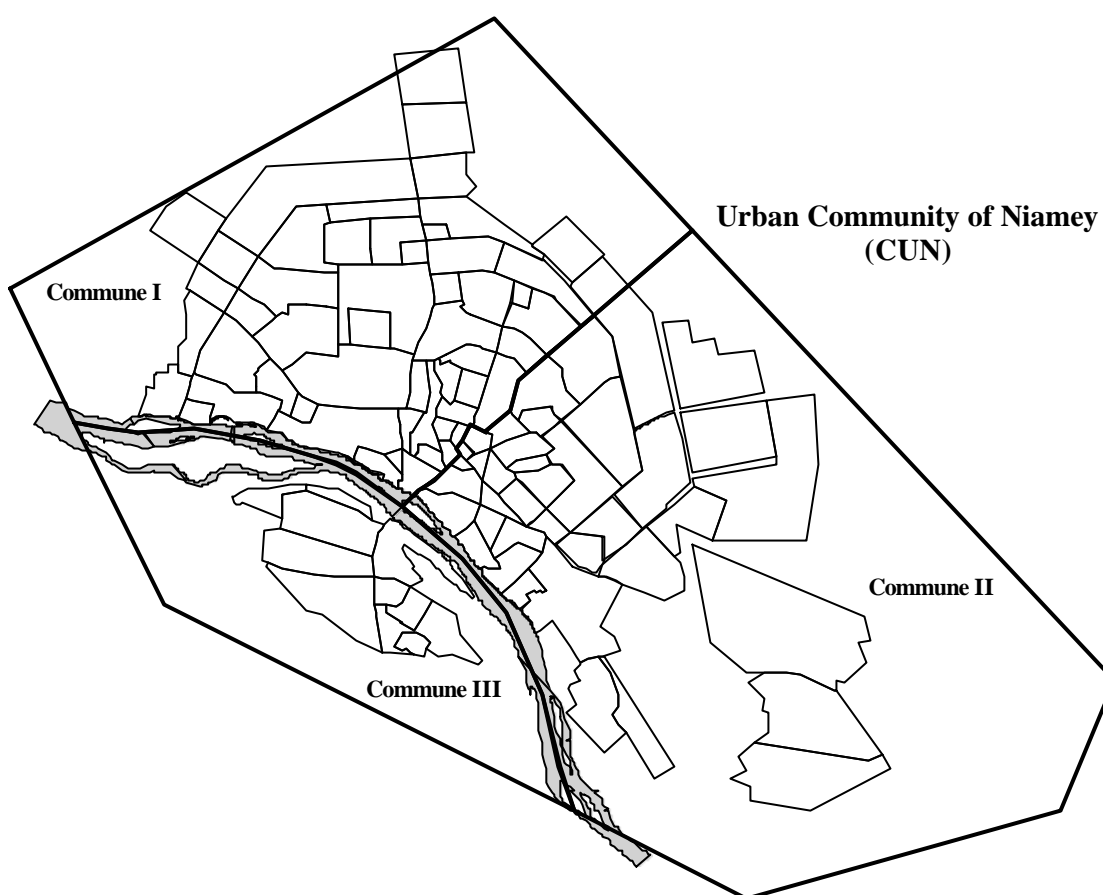 Urban Community of Niamey
(CUN)
Commune I
Commune II
Commune III